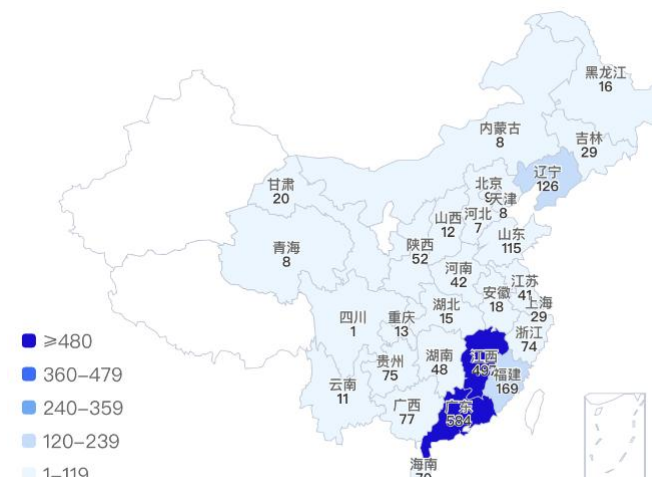 黑龙江
16
内蒙古
8
吉林
29
辽宁
126
甘肃
20
北京
9
天津
8
山西
12
河北
7
山东
115
青海
8
陕西
52
河南
42
江苏
41
安徽
18
上海
29
四川
1
重庆
13
湖北
15
浙江
74
≥480
江西
贵州
75
湖南
48
福建
169
360-479
云南
11
广西
77
广东
584
240-359
120-239
海南
1-119